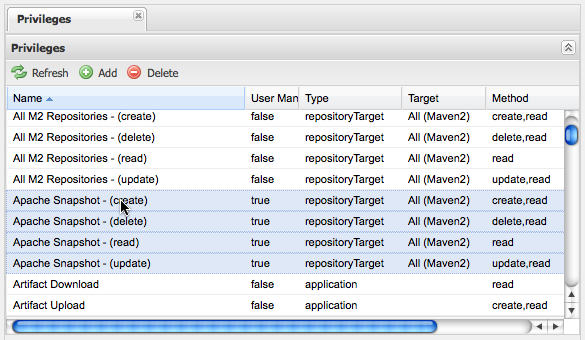 Privileges
Privileges
Refresh Add Delete
Name User Man Type Target Method
All M2 Repositories - (create) false repositoryTarget All (Maven2) create,read
All M2 Repositories - (delete) false repositoryTarget All (Maven2) delete,read
All M2 Repositories - (read) false repositoryTarget All (Maven2) read
All M2 Repositories - (update) false repositoryTarget All (Maven2) update,read
Apache Snapshot - (create) true repositoryTarget All (Maven2) create,read
Apache Snapshot - (delete) true repositoryTarget All (Maven2) delete,read
Apache Snapshot - (read) true repositoryTarget All (Maven2) read
Apache Snapshot - (update) true repositoryTarget All (Maven2) update,read
Artifact Download false application read
Artifact Upload false application create,read